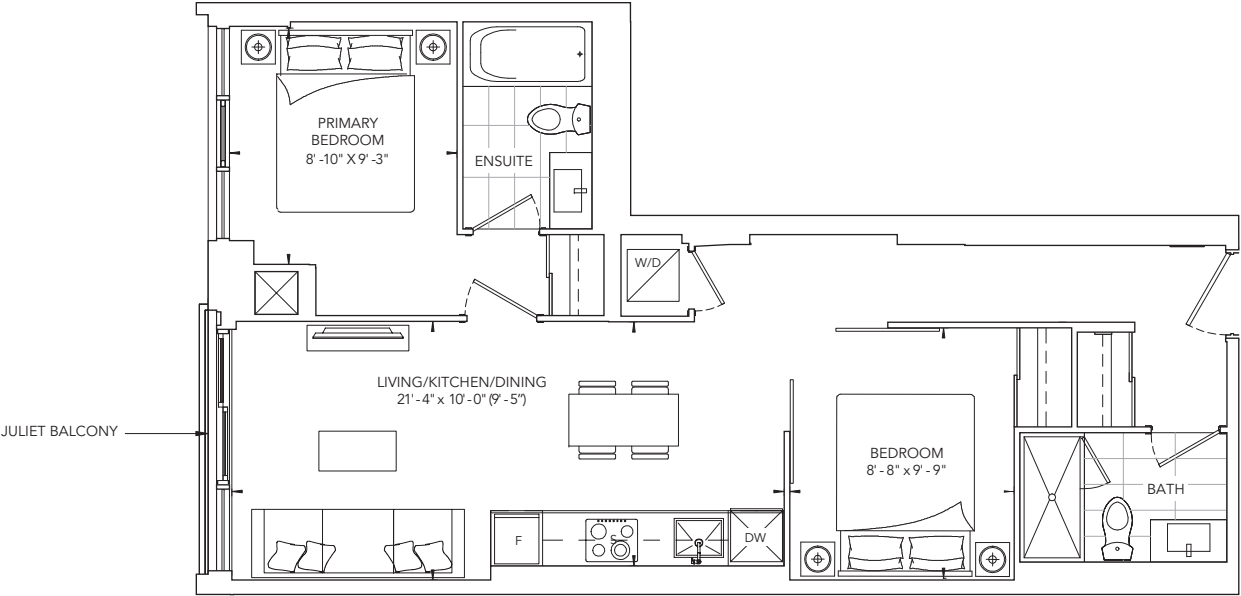 PRIMARY
BEDROOM
8' -10" X 9' -3"
ENSUITE
W/D
LIVING/KITCHEN/DINING
21' - 4" x 10' - 0" (9' - 5")
JULIET BALCONY
BEDROOM
8' - 8" x 9' - 9"
BATH
F
S
DW